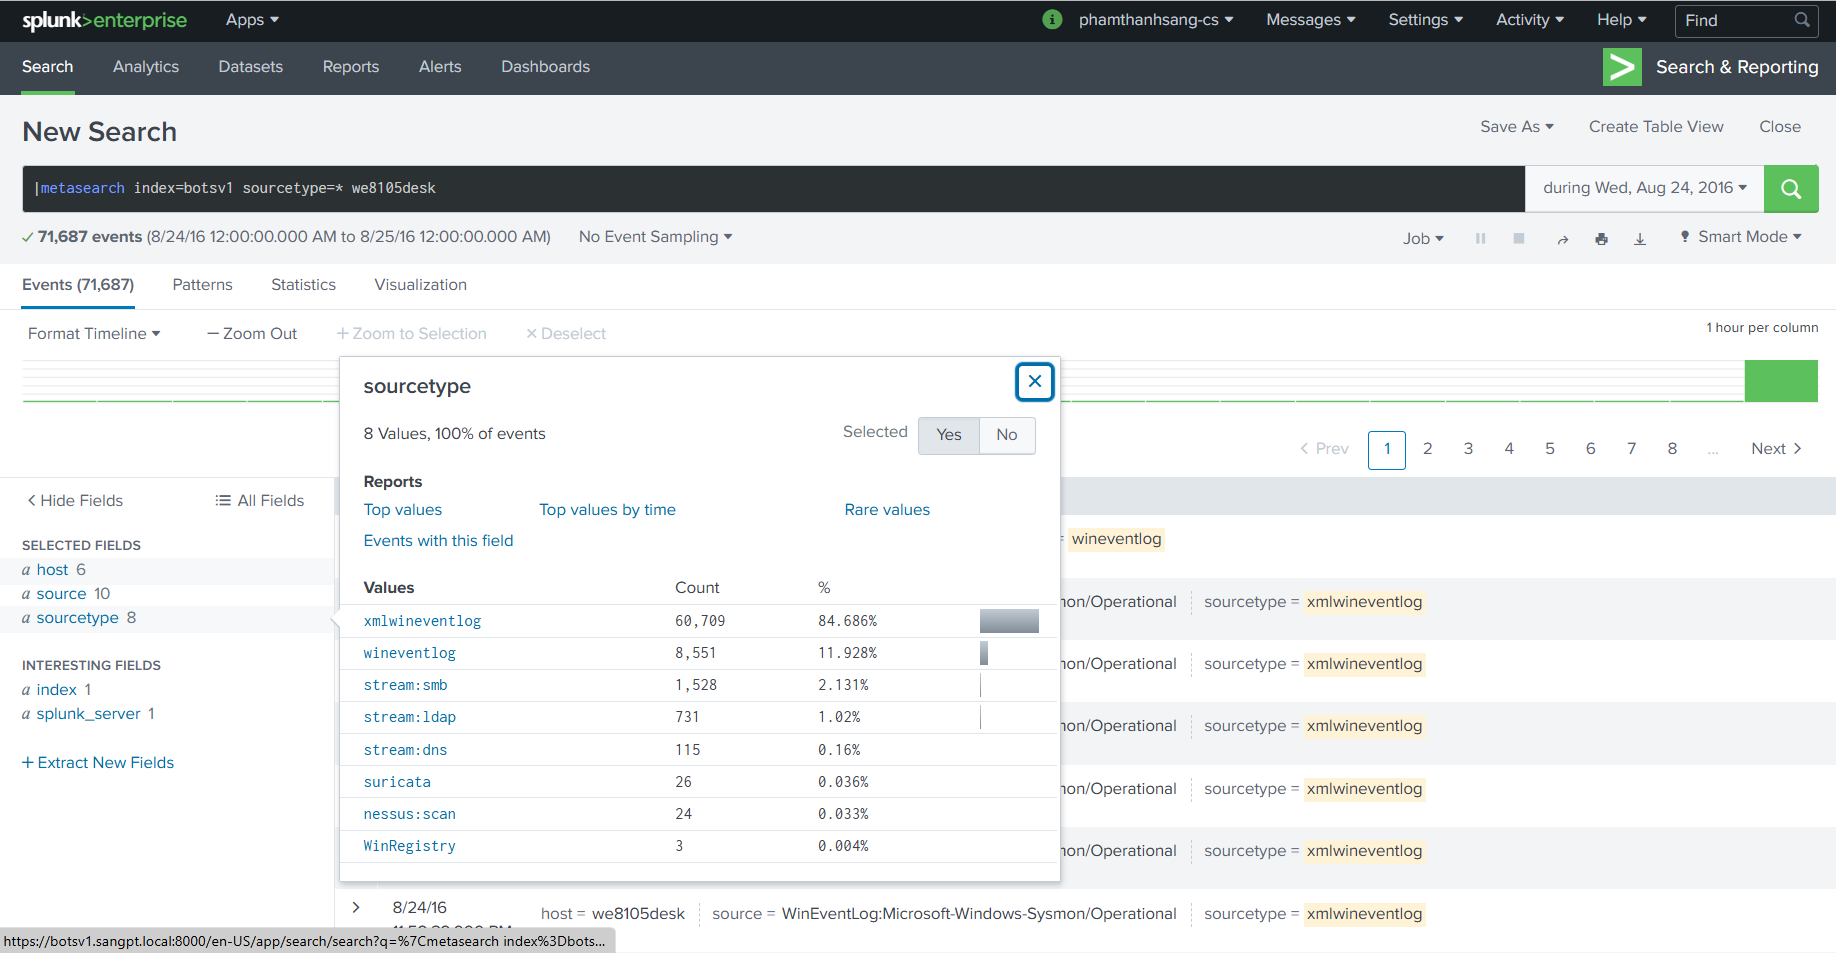 splunk>enterprise Apps phamthanhsang-cs Messages Settings Activity Help Find
Search Analytics Datasets Reports Alerts Dashboards Search & Reporting
New Search Save As Create Table View Close
|metasearch index=botsv1 sourcetype=* we8105desk during Wed, Aug 24, 2016
71,687 events (8/24/16 12:00:00.000 AM to 8/25/16 12:00:00.000 AM) No Event Sampling Job Smart Mode
Events (71,687) Patterns Statistics Visualization
Format Timeline — Zoom Out + Zoom to Selection × Deselect 1 hour per column
sourcetype
8 Values, 100% of events Selected Yes No
< Prev 1 2 3 4 5 6 7 8 ... Next >
Reports
Top values Top values by time Rare values
Events with this field
Values Count %
xmlwineventlog 60,709 84.686%
wineventlog 8,551 11.928%
stream:smb 1,528 2.131%
stream:ldap 731 1.02%
stream:dns 115 0.16%
suricata 26 0.036%
nessus:scan 24 0.033%
WinRegistry 3 0.004%
< Hide Fields All Fields
SELECTED FIELDS
a host 6
a source 10
a sourcetype 8
INTERESTING FIELDS
a index 1
a splunk_server 1
+ Extract New Fields
= wineventlog
/Operational sourcetype = xmlwineventlog
/Operational sourcetype = xmlwineventlog
/Operational sourcetype = xmlwineventlog
/Operational sourcetype = xmlwineventlog
/Operational sourcetype = xmlwineventlog
8/24/16 host = we8105desk source = WinEventLog:Microsoft-Windows-Sysmon/Operational sourcetype = xmlwineventlog
https://botsv1.sangpt.local:8000/en-US/app/search/search?q=%7Cmetasearch index%3Dbots...